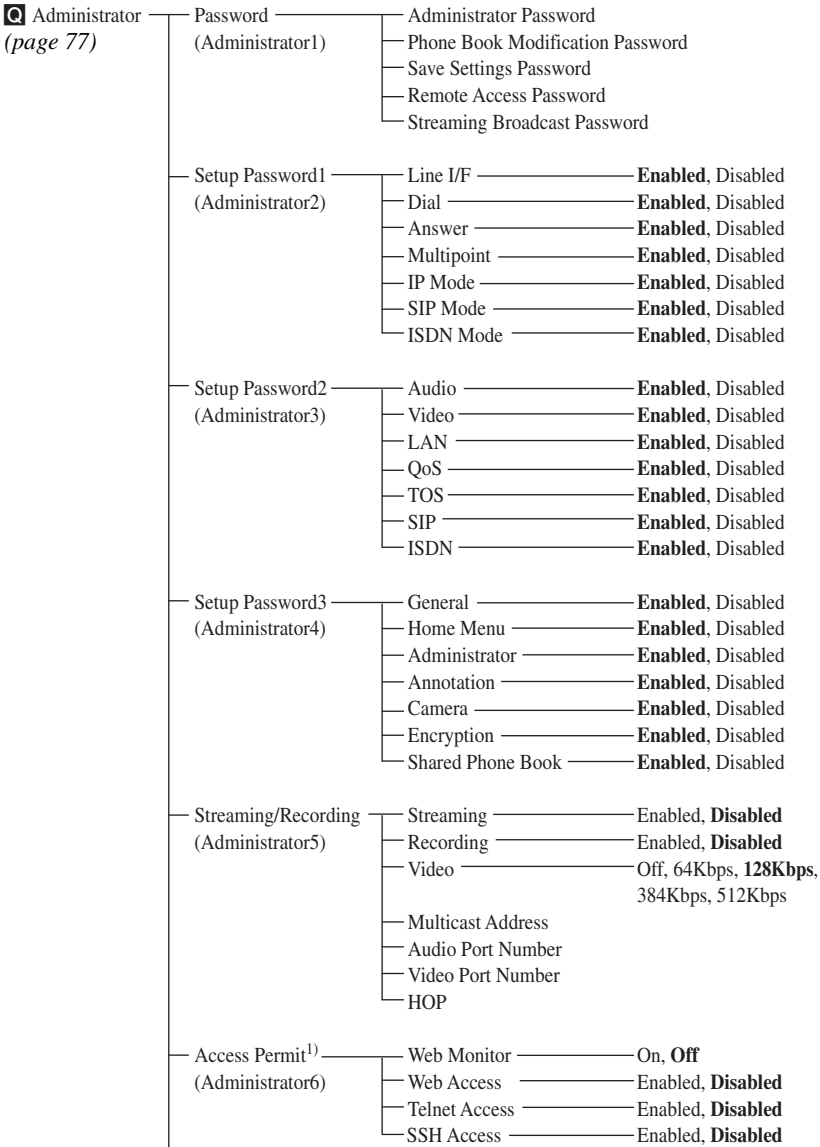 Q Administrator Password Administrator Password
(page 77) (Administrator1) Phone Book Modification Password
Save Settings Password
Remote Access Password
Streaming Broadcast Password
Setup Password1 Line I/F Enabled, Disabled
(Administrator2) Dial Enabled, Disabled
Answer Enabled, Disabled
Multipoint Enabled, Disabled
IP Mode Enabled, Disabled
SIP Mode Enabled, Disabled
ISDN Mode Enabled, Disabled
Setup Password2 Audio Enabled, Disabled
(Administrator3) Video Enabled, Disabled
LAN Enabled, Disabled
QoS Enabled, Disabled
TOS Enabled, Disabled
SIP Enabled, Disabled
ISDN Enabled, Disabled
Setup Password3 General Enabled, Disabled
(Administrator4) Home Menu Enabled, Disabled
Administrator Enabled, Disabled
Annotation Enabled, Disabled
Camera Enabled, Disabled
Encryption Enabled, Disabled
Shared Phone Book Enabled, Disabled
Streaming/Recording Streaming Enabled, Disabled
(Administrator5) Recording Enabled, Disabled
Video Off, 64Kbps, 128Kbps,
384Kbps, 512Kbps
Multicast Address
Audio Port Number
Video Port Number
HOP
Access Permit1) Web Monitor On, Off
(Administrator6) Web Access Enabled, Disabled
Telnet Access Enabled, Disabled
SSH Access Enabled, Disabled